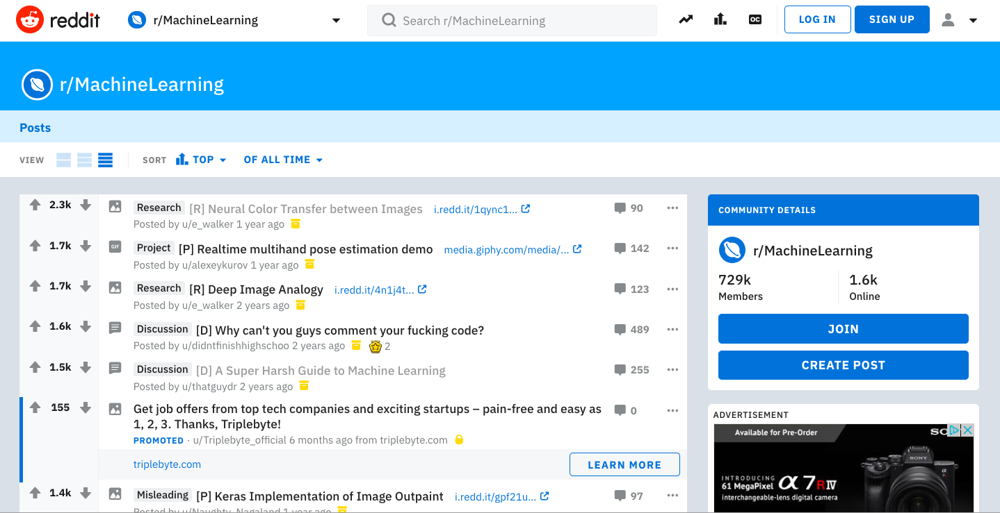 reddit r/MachineLearning Search r/MachineLearning OC LOG IN SIGN UP
r/MachineLearning
Posts
VIEW SORT TOP OF ALL TIME
2.3k Research [R] Neural Color Transfer between Images i.redd.it/1qync1... 90
Posted by u/e_walker 1 year ago
1.7k GIF Project [P] Realtime multihand pose estimation demo media.giphy.com/media/... 142
Posted by u/alexeykurov 1 year ago
1.7k Research [R] Deep Image Analogy i.redd.it/4n1j4t... 123
Posted by u/e_walker 2 years ago
1.6k Discussion [D] Why can't you guys comment your fucking code? 489
Posted by u/didntfinishhighschoo 2 years ago 2
1.5k Discussion [D] A Super Harsh Guide to Machine Learning 255
Posted by u/thatguydr 2 years ago
155 Get job offers from top tech companies and exciting startups – pain-free and easy as 0
1, 2, 3. Thanks, Triplebyte!
PROMOTED · u/Triplebyte_official 6 months ago from triplebyte.com
triplebyte.com LEARN MORE
1.4k Misleading [P] Keras Implementation of Image Outpaint i.redd.it/gpf21u... 97
Posted by u/Naughty_Nagaland 1 year ago
COMMUNITY DETAILS
r/MachineLearning
729k 1.6k
Members Online
JOIN
CREATE POST
ADVERTISEMENT
Available for Pre-Order
SONY
INTRODUCING
61 MEGAPIXEL α7RIV
interchangeable-lens digital camera